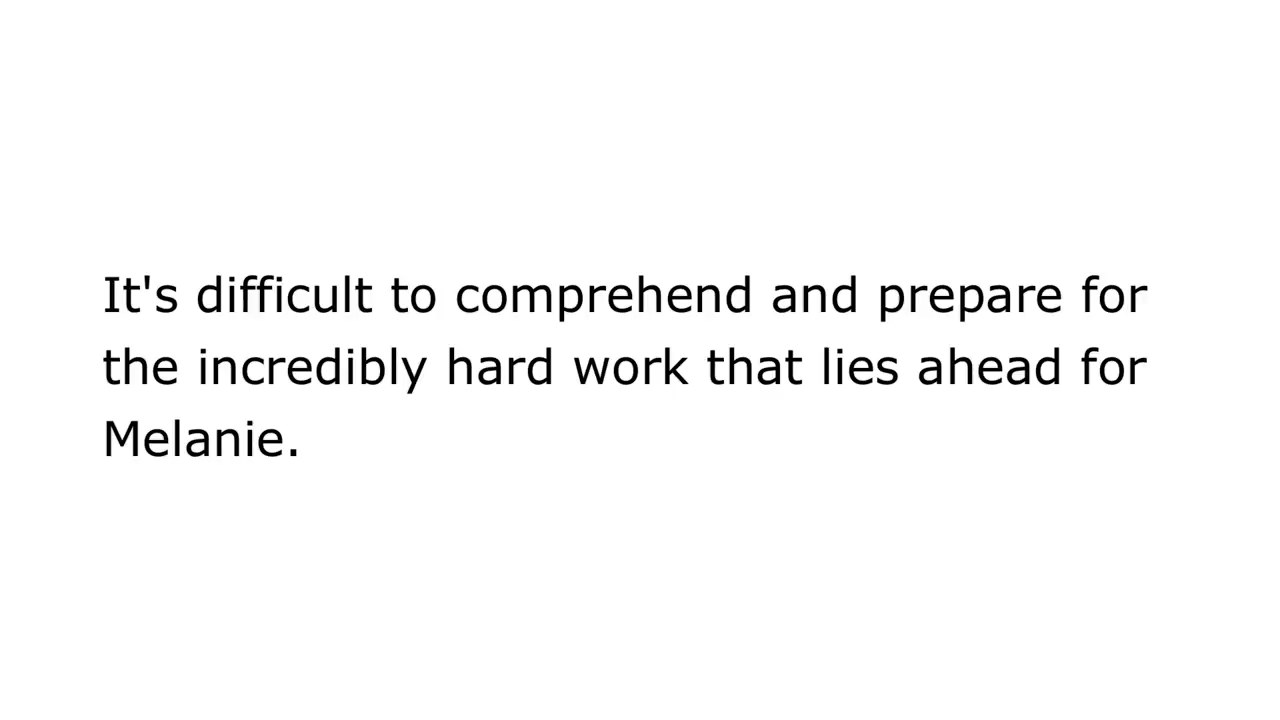 It's difficult to comprehend and prepare for
the incredibly hard work that lies ahead for
Melanie.